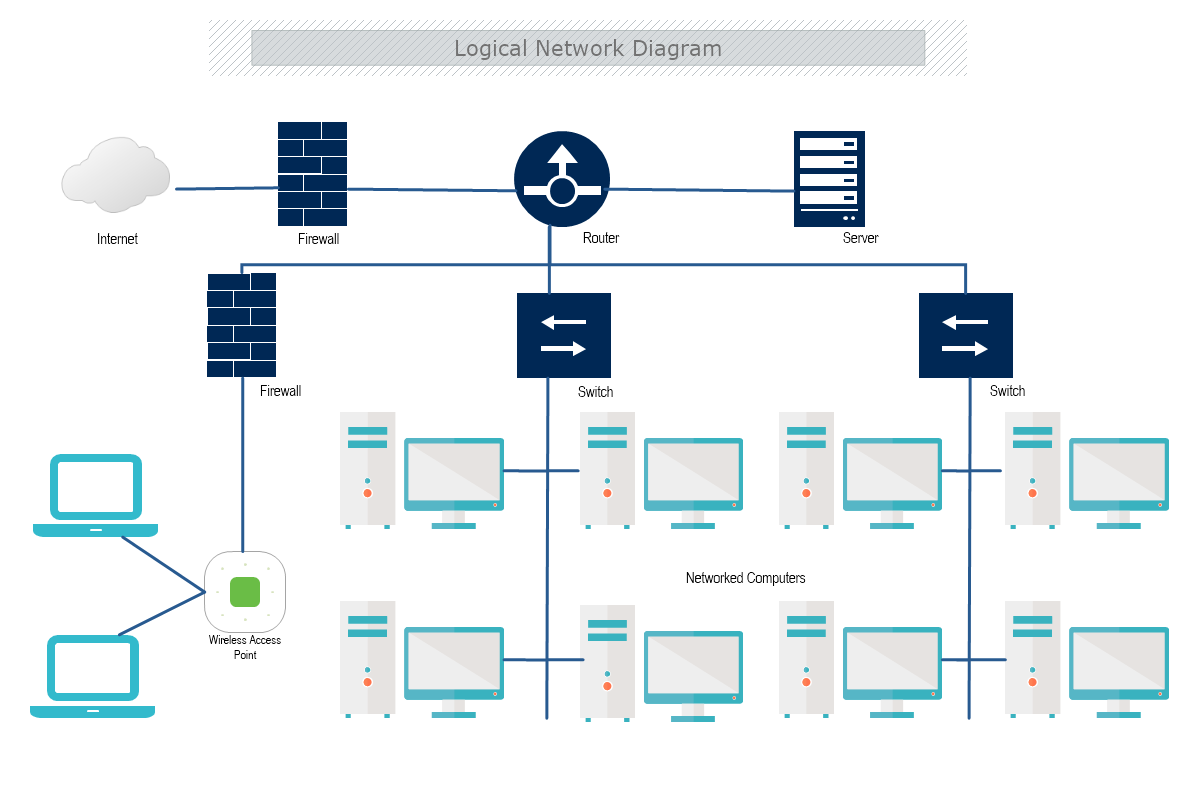 Logical Network Diagram
Internet
Firewall
Router
Server
Firewall
Switch
Switch
Networked Computers
Wireless Access
Point